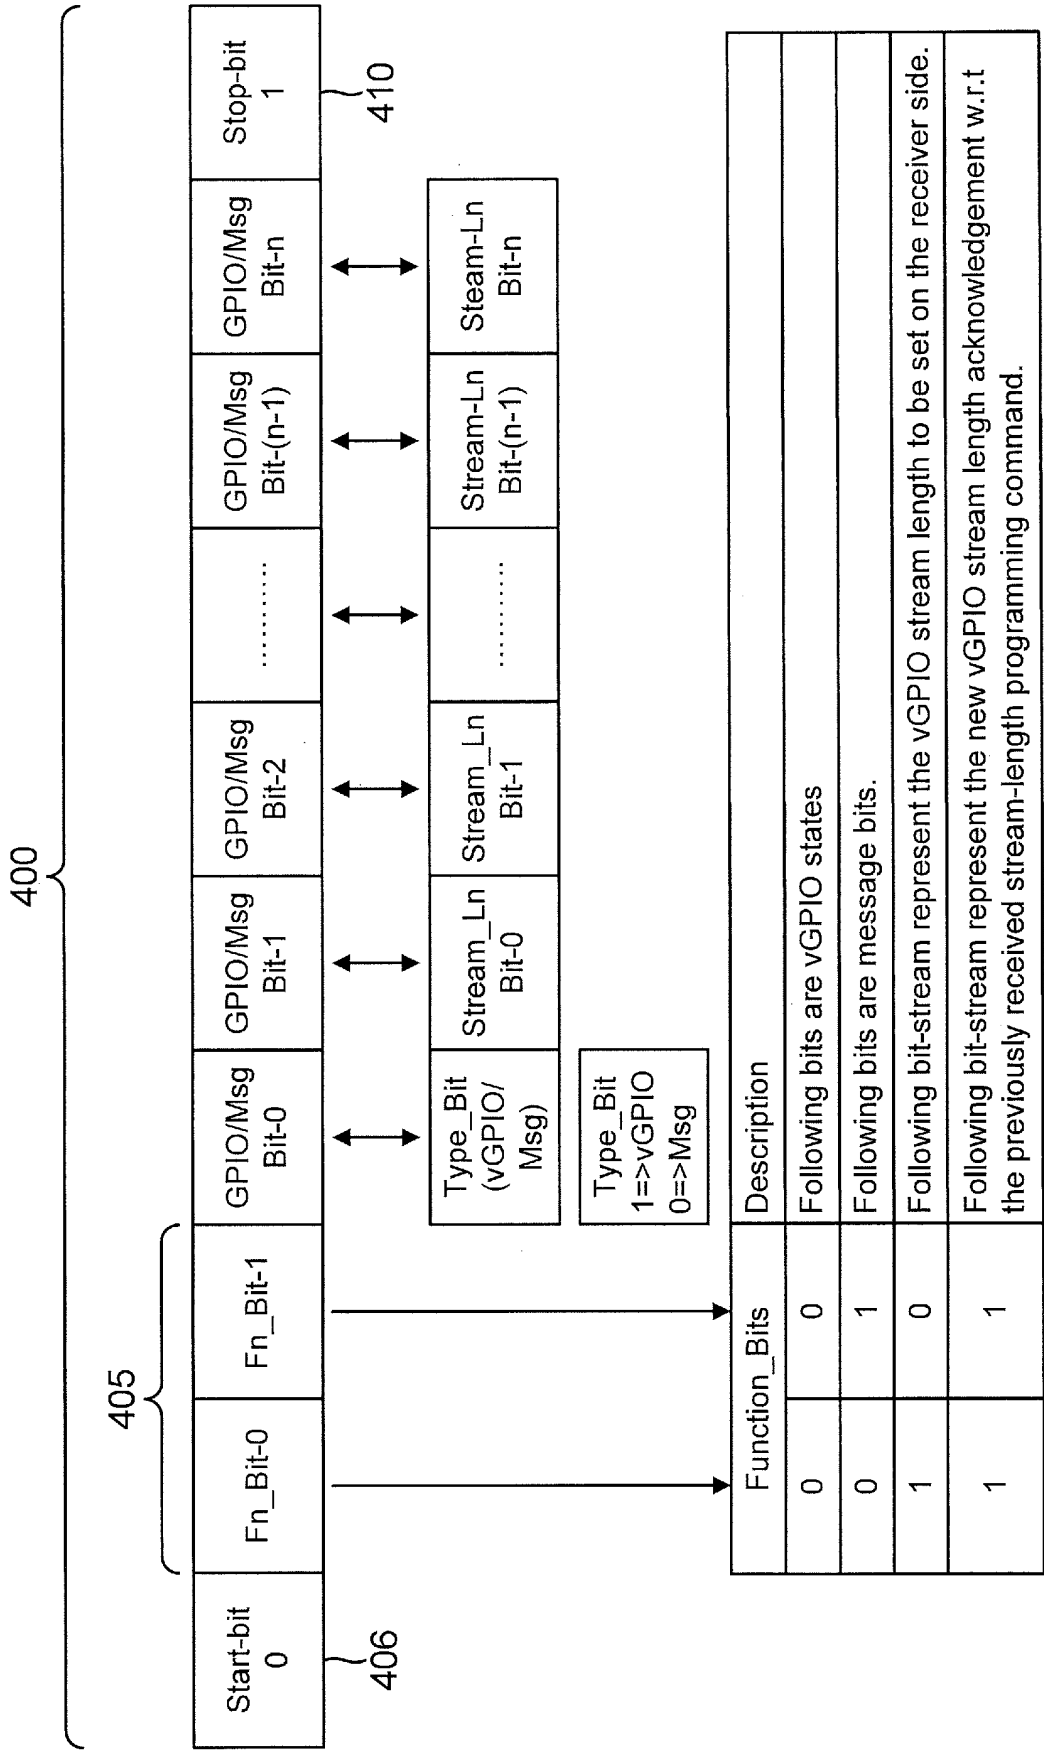 400
405
Start-bit
0
Fn_Bit-0
Fn_Bit-1
GPIO/Msg
Bit-0
GPIO/Msg
Bit-1
GPIO/Msg
Bit-2
..........
GPIO/Msg
Bit-(n-1)
GPIO/Msg
Bit-n
Stop-bit
1
406
410
Type_Bit
(vGPIO/
Msg)
Stream_Ln
Bit-0
Stream_Ln
Bit-1
..........
Stream-Ln
Bit-(n-1)
Steam-Ln
Bit-n
Type_Bit
1=>vGPIO
0=>Msg
Function_Bits Description
0 0 Following bits are vGPIO states
0 1 Following bits are message bits.
1 0 Following bit-stream represent the vGPIO stream length to be set on the receiver side.
1 1 Following bit-stream represent the new vGPIO stream length acknowledgement w.r.t
the previously received stream-length programming command.